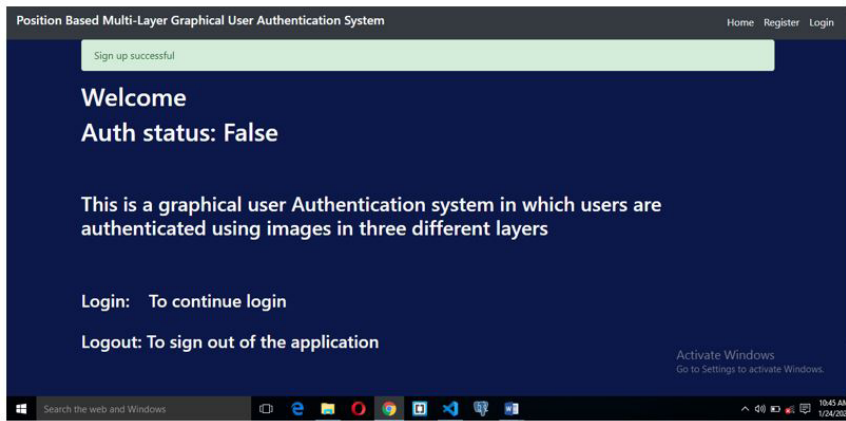 Position Based Multi-Layer Graphical User Authentication System
Home Register Login
Sign up successful
Welcome
Auth status: False
This is a graphical user Authentication system in which users are
authenticated using images in three different layers
Login: To continue login
Logout: To sign out of the application
Activate Windows
Go to Settings to activate Windows.
Search the web and Windows
10:45 AM